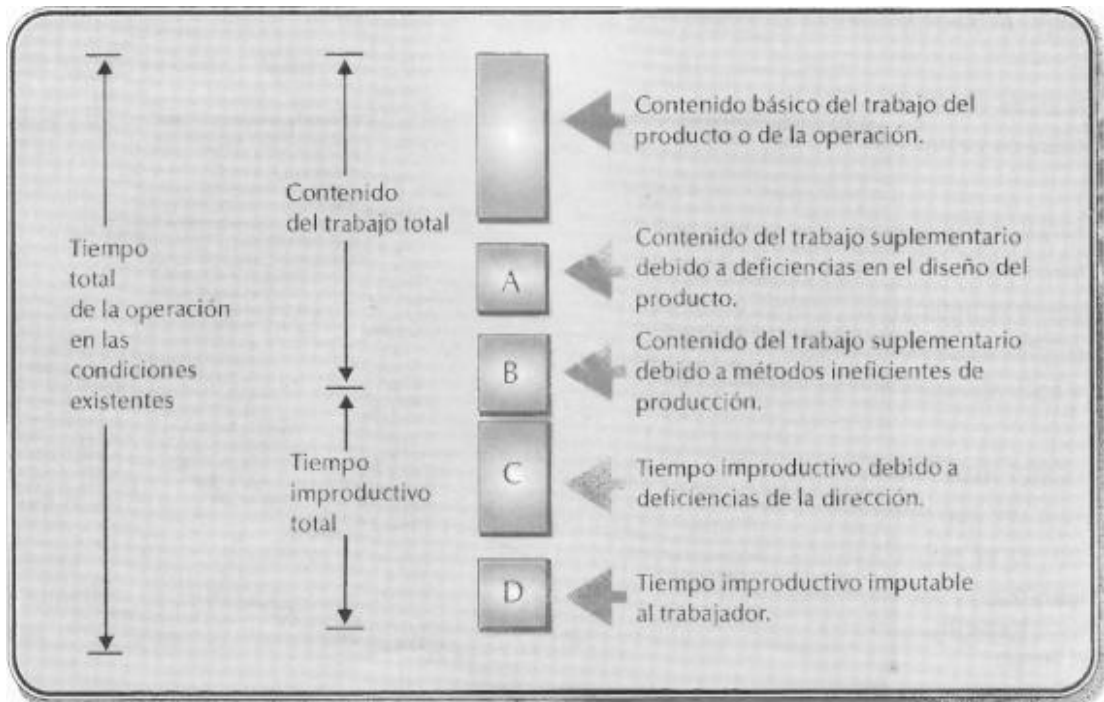 Tiempo
total
de la operación
en las
condiciones
existentes
Contenido
del trabajo total
Tiempo
improductivo
total
Contenido básico del trabajo del
producto o de la operación.
A
Contenido del trabajo suplementario
debido a deficiencias en el diseño del
producto.
B
Contenido del trabajo suplementario
debido a métodos ineficientes de
producción.
C
Tiempo improductivo debido a
deficiencias de la dirección.
D
Tiempo improductivo imputable
al trabajador.